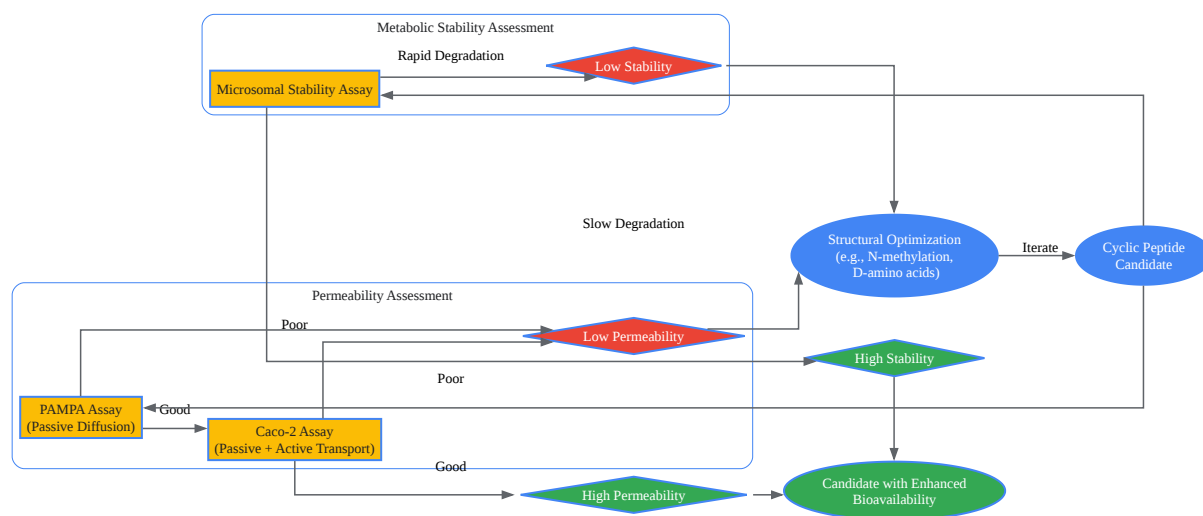 Metabolic Stability Assessment
Rapid Degradation
Low Stability
Microsomal Stability Assay
Slow Degradation
Structural Optimization
(e.g., N-methylation,
D-amino acids)
Iterate
Cyclic Peptide
Candidate
Permeability Assessment
Poor
Low Permeability
High Stability
Poor
PAMPA Assay
(Passive Diffusion)
Good
Caco-2 Assay
(Passive + Active Transport)
Good
High Permeability
Candidate with Enhanced
Bioavailability